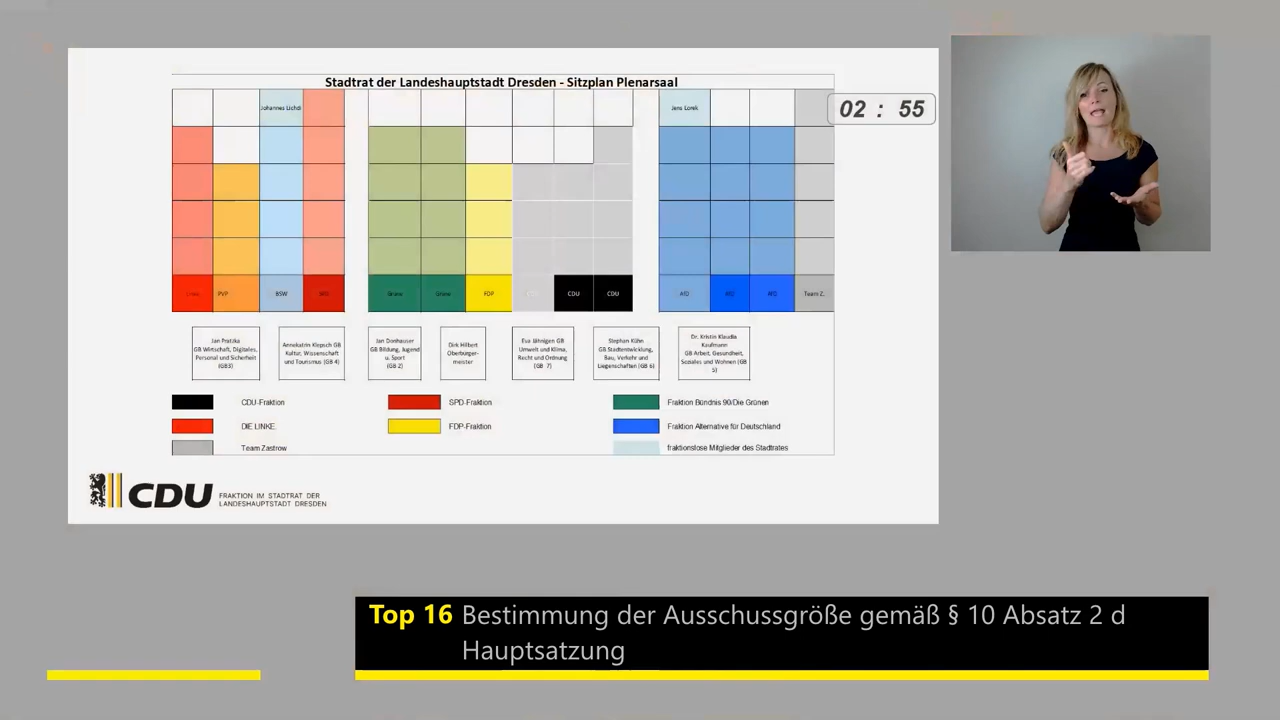 Stadtrat der Landeshauptstadt Dresden - Sitzplan Plenarsaal
Johannes Lichdi
Jens Lorek
02 : 55
PVP
BSW
SPD
Grüne
Grüne
FDP
CDU
CDU
AfD
AfD
AfD
Team Z.
Jan Pratzka
GB Wirtschaft, Digitales,
Personal und Sicherheit
(GB3)
Annekatrin Klepsch GB
Kultur, Wissenschaft
und Tourismus (GB 4)
Jan Donhauser
GB Bildung, Jugend
u. Sport
(GB 2)
Dirk Hilbert
Oberbürger-
meister
Eva Jähnigen GB
Umwelt und Klima,
Recht und Ordnung
(GB 7)
Stephan Kühn
GB Stadtentwicklung,
Bau, Verkehr und
Liegenschaften (GB 6)
Dr. Kristin Klaudia
Kaufmann
GB Arbeit, Gesundheit,
Soziales und Wohnen (GB
5)
CDU-Fraktion
SPD-Fraktion
Fraktion Bündnis 90/Die Grünen
DIE LINKE.
FDP-Fraktion
Fraktion Alternative für Deutschland
Team Zastrow
fraktionslose Mitglieder des Stadtrates
CDU
FRAKTION IM STADTRAT DER
LANDESHAUPTSTADT DRESDEN
Top 16 Bestimmung der Ausschussgröße gemäß § 10 Absatz 2 d
Hauptsatzung